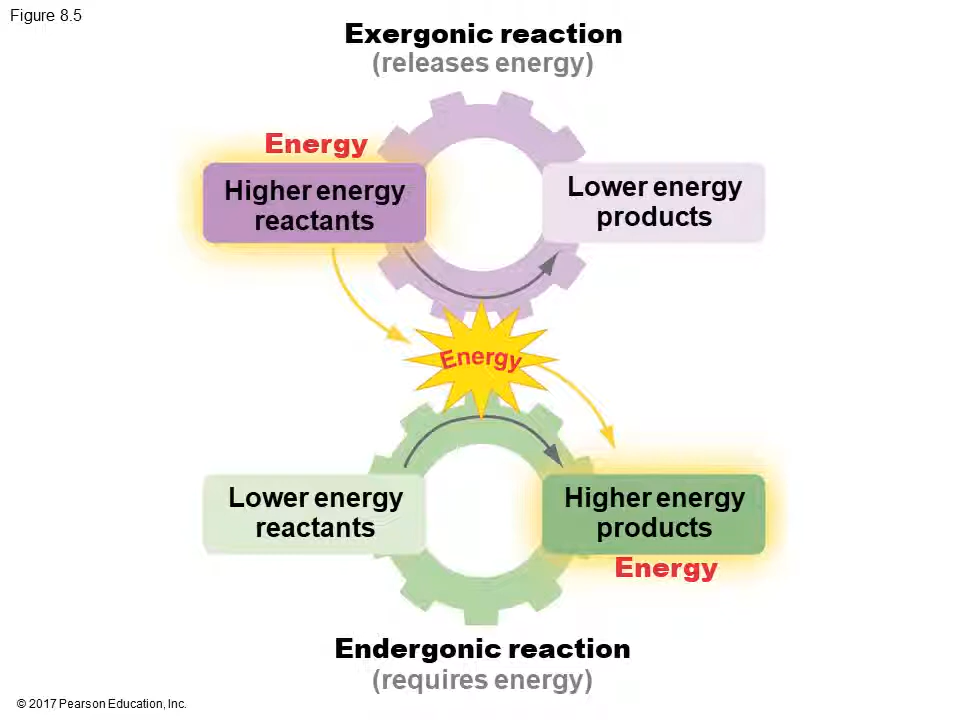 Figure 8.5
Exergonic reaction
(releases energy)
Energy
Higher energy
reactants
Lower energy
products
Energy
Lower energy
reactants
Higher energy
products
Energy
Endergonic reaction
(requires energy)
© 2017 Pearson Education, Inc.